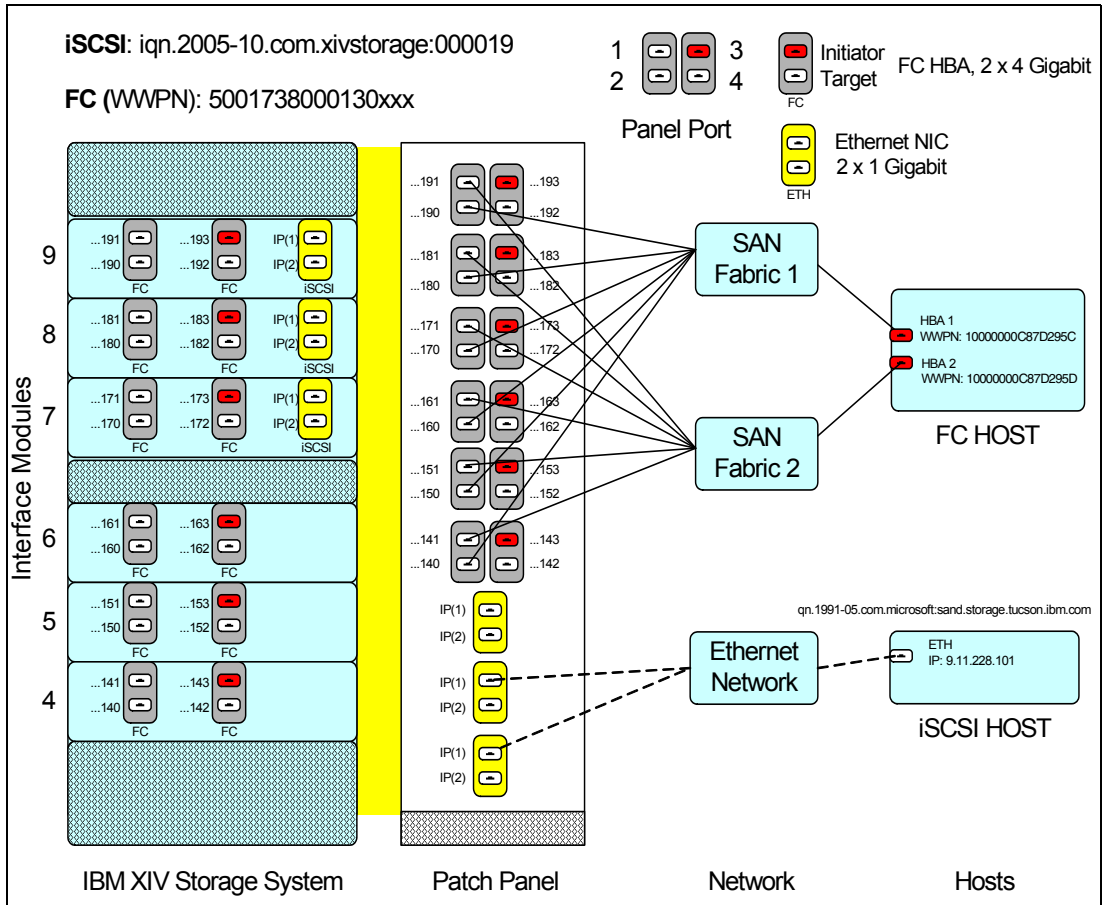 iSCSI: iqn.2005-10.com.xivstorage:000019
FC (WWPN): 5001738000130xxx
1 3
2 4
Panel Port
Initiator
Target
FC
FC HBA, 2 x 4 Gigabit
Ethernet NIC
2 x 1 Gigabit
ETH
Interface Modules
9
...191 ...193 IP(1)
...190 ...192 IP(2)
FC FC iSCSI
8
...181 ...183 IP(1)
...180 ...182 IP(2)
FC FC iSCSI
7
...171 ...173 IP(1)
...170 ...172 IP(2)
FC FC iSCSI
6
...161 ...163
...160 ...162
FC FC
5
...151 ...153
...150 ...152
FC FC
4
...141 ...143
...140 ...142
FC FC
IBM XIV Storage System
...191 ...193
...190 ...192
...181 ...183
...180 ...182
...171 ...173
...170 ...172
...161 ...163
...160 ...162
...151 ...153
...150 ...152
...141 ...143
...140 ...142
IP(1)
IP(2)
IP(1)
IP(2)
IP(1)
IP(2)
Patch Panel
SAN
Fabric 1
SAN
Fabric 2
Ethernet
Network
Network
HBA 1
WWPN: 10000000C87D295C
HBA 2
WWPN: 10000000C87D295D
FC HOST
qn.1991-05.com.microsoft:sand.storage.tucson.ibm.com
ETH
IP: 9.11.228.101
iSCSI HOST
Hosts